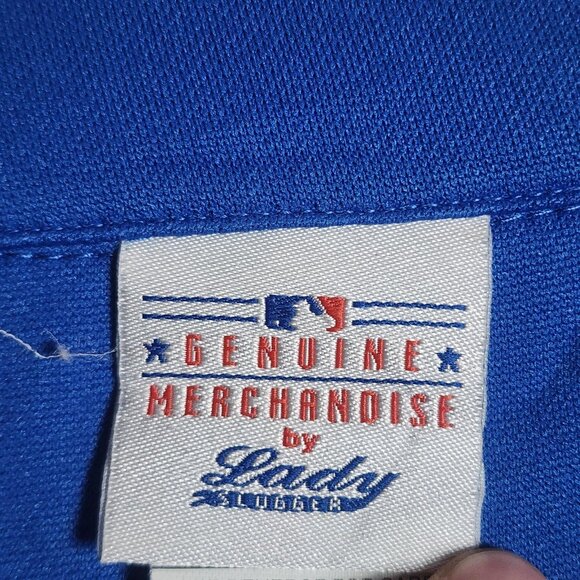 GENUINE
MERCHANDISE
by
Lady
SLUGGER